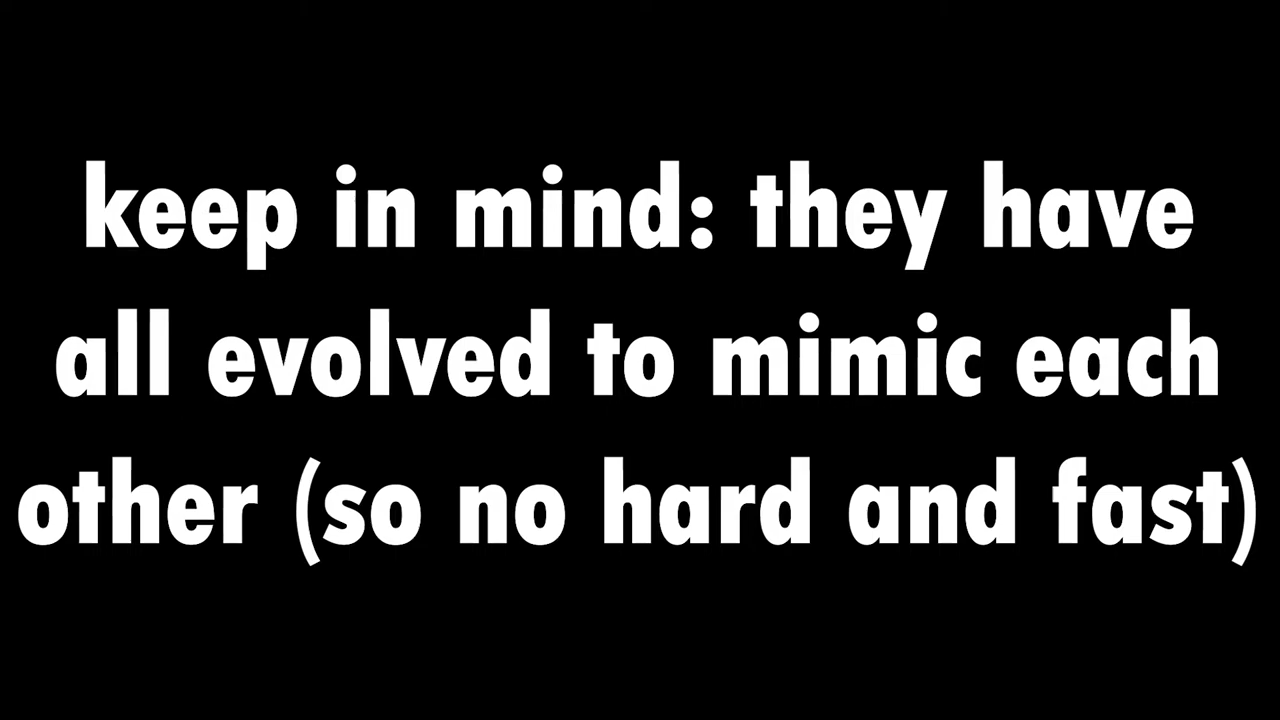 keep in mind: they have
all evolved to mimic each
other (so no hard and fast)